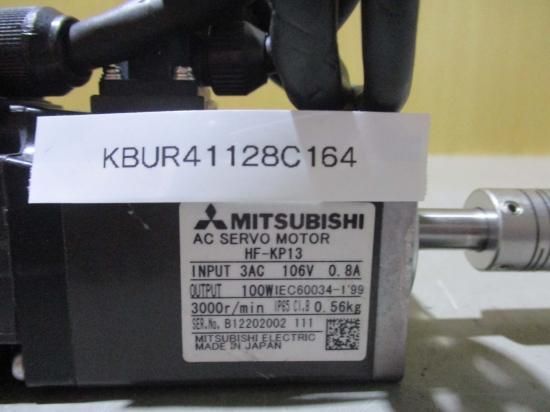 KBUR41128C164
MITSUBISHI
AC SERVO MOTOR
HF-KP13
INPUT 3AC 106V 0.8A
OUTPUT 100W IEC60034-1'99
3000r/min IP65 Cl.B 0.56kg
SER.No. B12202002 111
MITSUBISHI ELECTRIC
MADE IN JAPAN